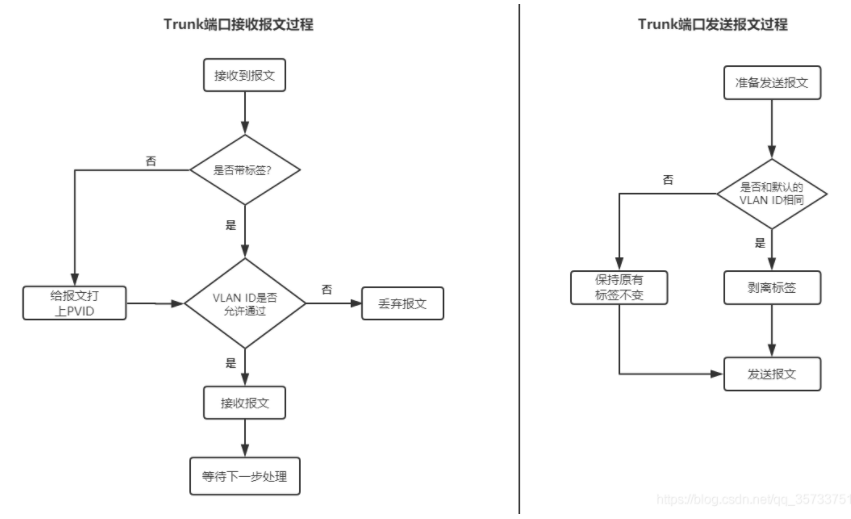 Trunk端口接收报文过程
接收到报文
是否带标签?
否
是
给报文打
上PVID
VLAN ID是否
允许通过
否
丢弃报文
是
接收报文
等待下一步处理
Trunk端口发送报文过程
准备发送报文
是否和默认的
VLAN ID相同
否
是
保持原有
标签不变
剥离标签
发送报文
https://blog.csdn.net/qq_35733751